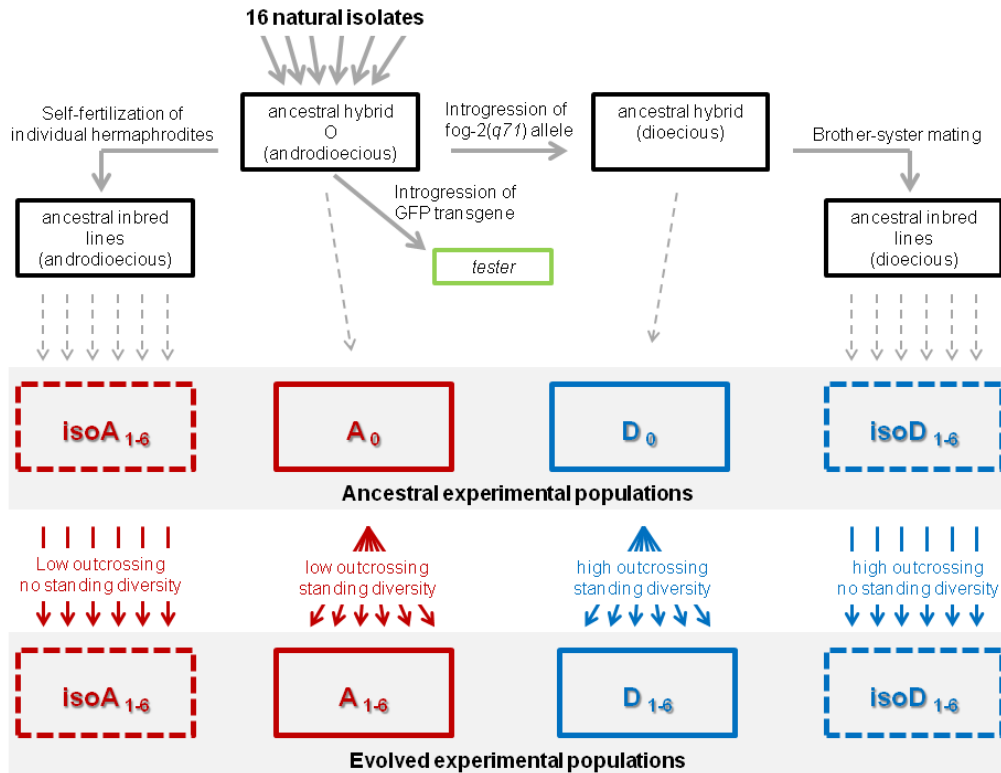 16 natural isolates
Self-fertilization of
individual hermaphrodites
ancestral hybrid
O
(androdioecious)
Introgression of
fog-2(q71) allele
ancestral hybrid
(dioecious)
Brother-syster mating
Introgression of
GFP transgene
ancestral inbred
lines
(androdioecious)
tester
ancestral inbred
lines
(dioecious)
isoA 1-6
A 0
D 0
isoD 1-6
Ancestral experimental populations
Low outcrossing
no standing diversity
low outcrossing
standing diversity
high outcrossing
standing diversity
high outcrossing
no standing diversity
isoA 1-6
A 1-6
D 1-6
isoD 1-6
Evolved experimental populations